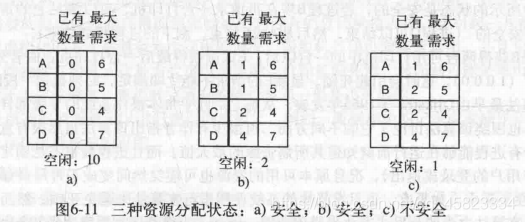 已有 最大
数量 需求
A 0 6
B 0 5
C 0 4
D 0 7
空闲：10
a)
已有 最大
数量 需求
A 1 6
B 1 5
C 2 4
D 4 7
空闲：2
b)
已有 最大
数量 需求
A 1 6
B 2 5
C 2 4
D 4 7
c)
图6-11 三种资源分配状态：a) 安全；b) 安全；c) 不安全